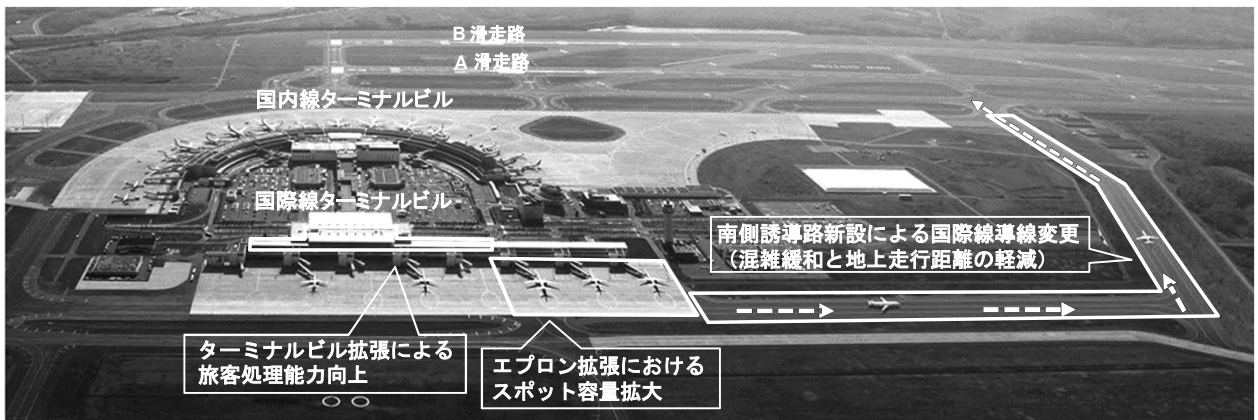 B 滑走路
A 滑走路
国内線ターミナルビル
国際線ターミナルビル
南側誘導路新設による国際線導線変更
（混雑緩和と地上走行距離の軽減）
ターミナルビル拡張による
旅客処理能力向上
エプロン拡張における
スポット容量拡大